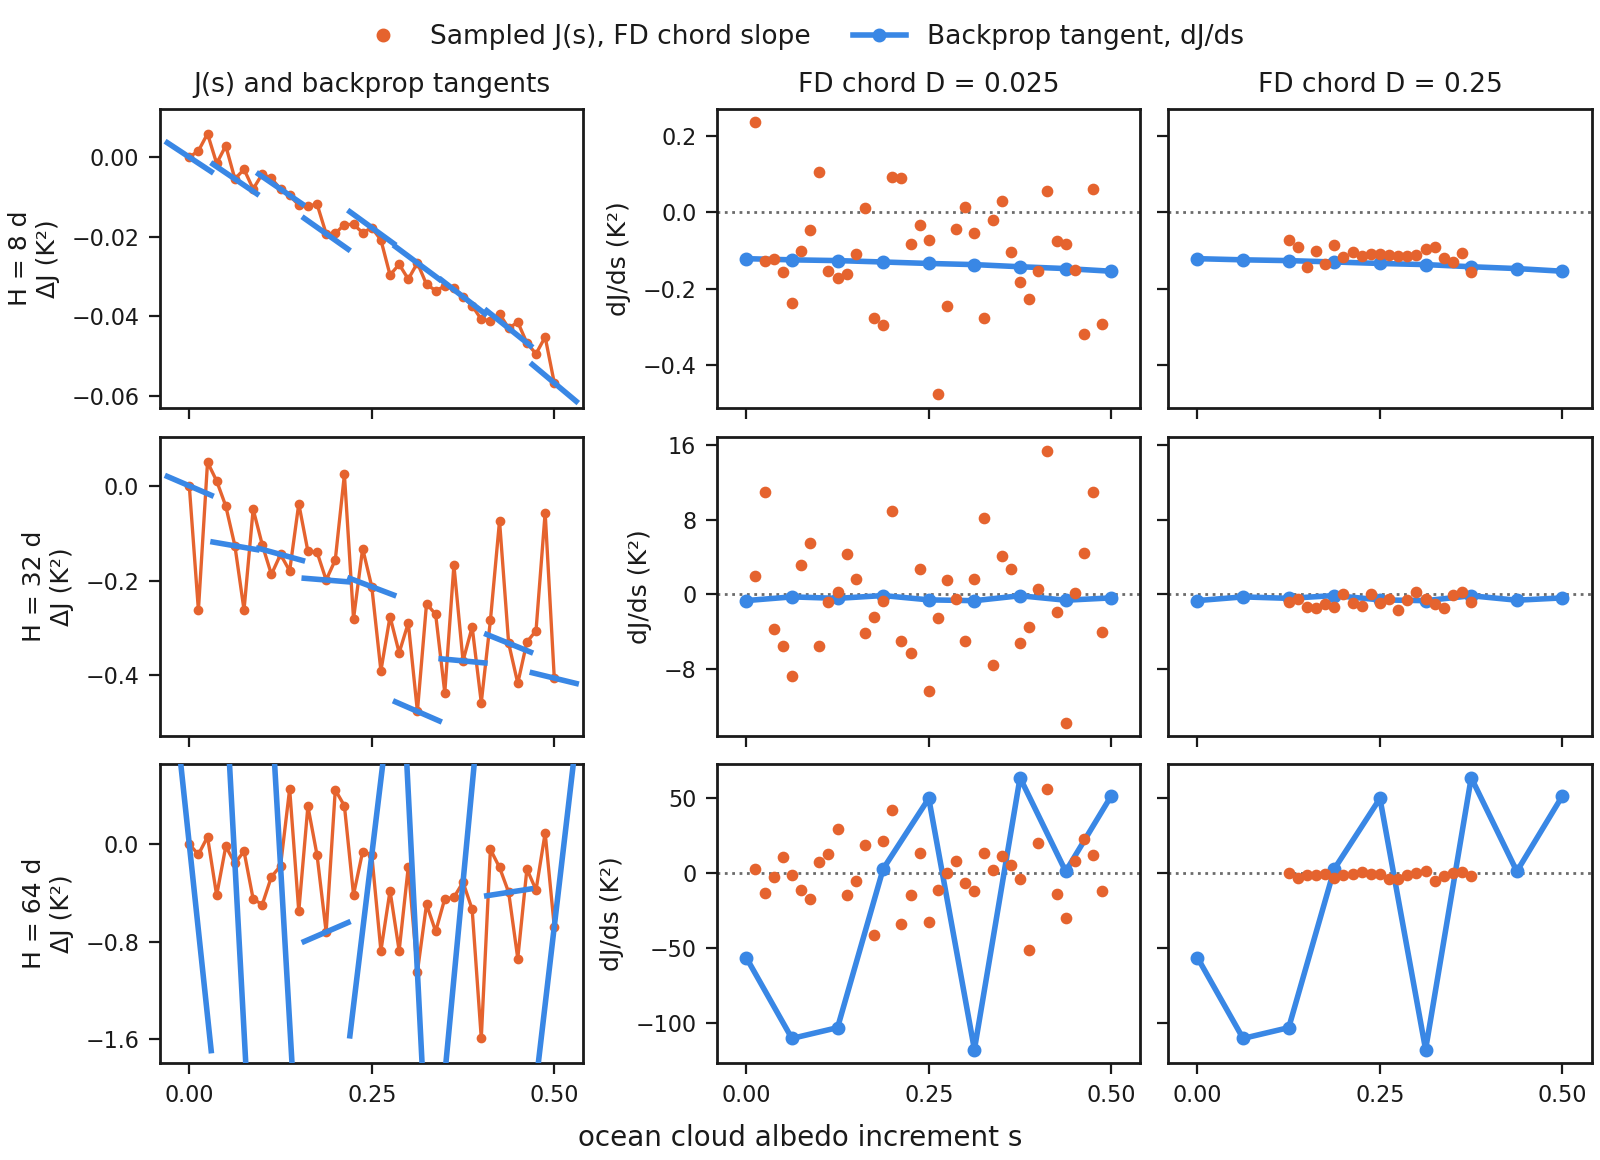 Sampled J(s), FD chord slope
Backprop tangent, dJ/ds
J(s) and backprop tangents
FD chord D = 0.025
FD chord D = 0.25
H = 8 d
ΔJ (K²)
0.00
−0.02
−0.04
−0.06
dJ/ds (K²)
0.2
0.0
−0.2
−0.4
H = 32 d
ΔJ (K²)
0.0
−0.2
−0.4
dJ/ds (K²)
16
8
0
−8
H = 64 d
ΔJ (K²)
0.0
−0.8
−1.6
dJ/ds (K²)
50
0
−50
−100
0.00 0.25 0.50
0.00 0.25 0.50
0.00 0.25 0.50
ocean cloud albedo increment s